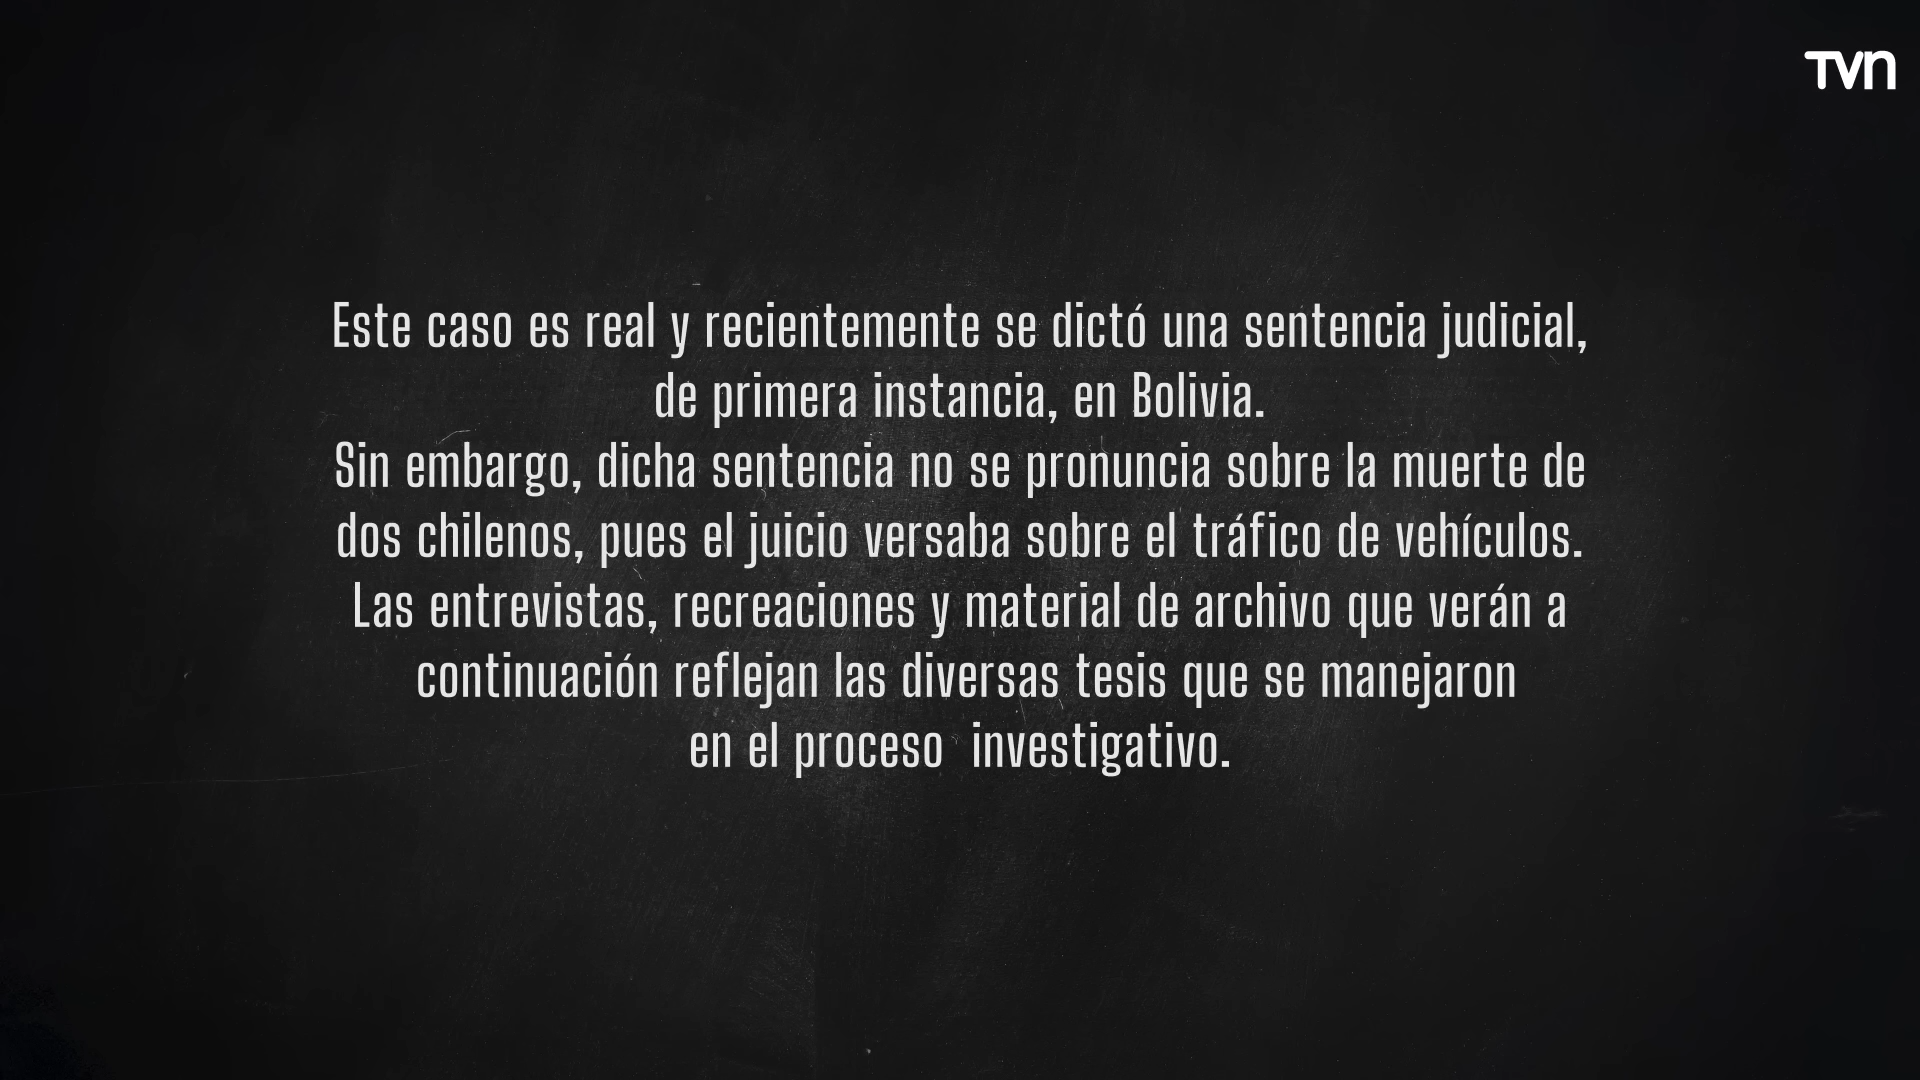 TVN
Este caso es real y recientemente se dictó una sentencia judicial,
de primera instancia, en Bolivia.
Sin embargo, dicha sentencia no se pronuncia sobre la muerte de
dos chilenos, pues el juicio versaba sobre el tráfico de vehículos.
Las entrevistas, recreaciones y material de archivo que verán a
continuación reflejan las diversas tesis que se manejaron
en el proceso  investigativo.